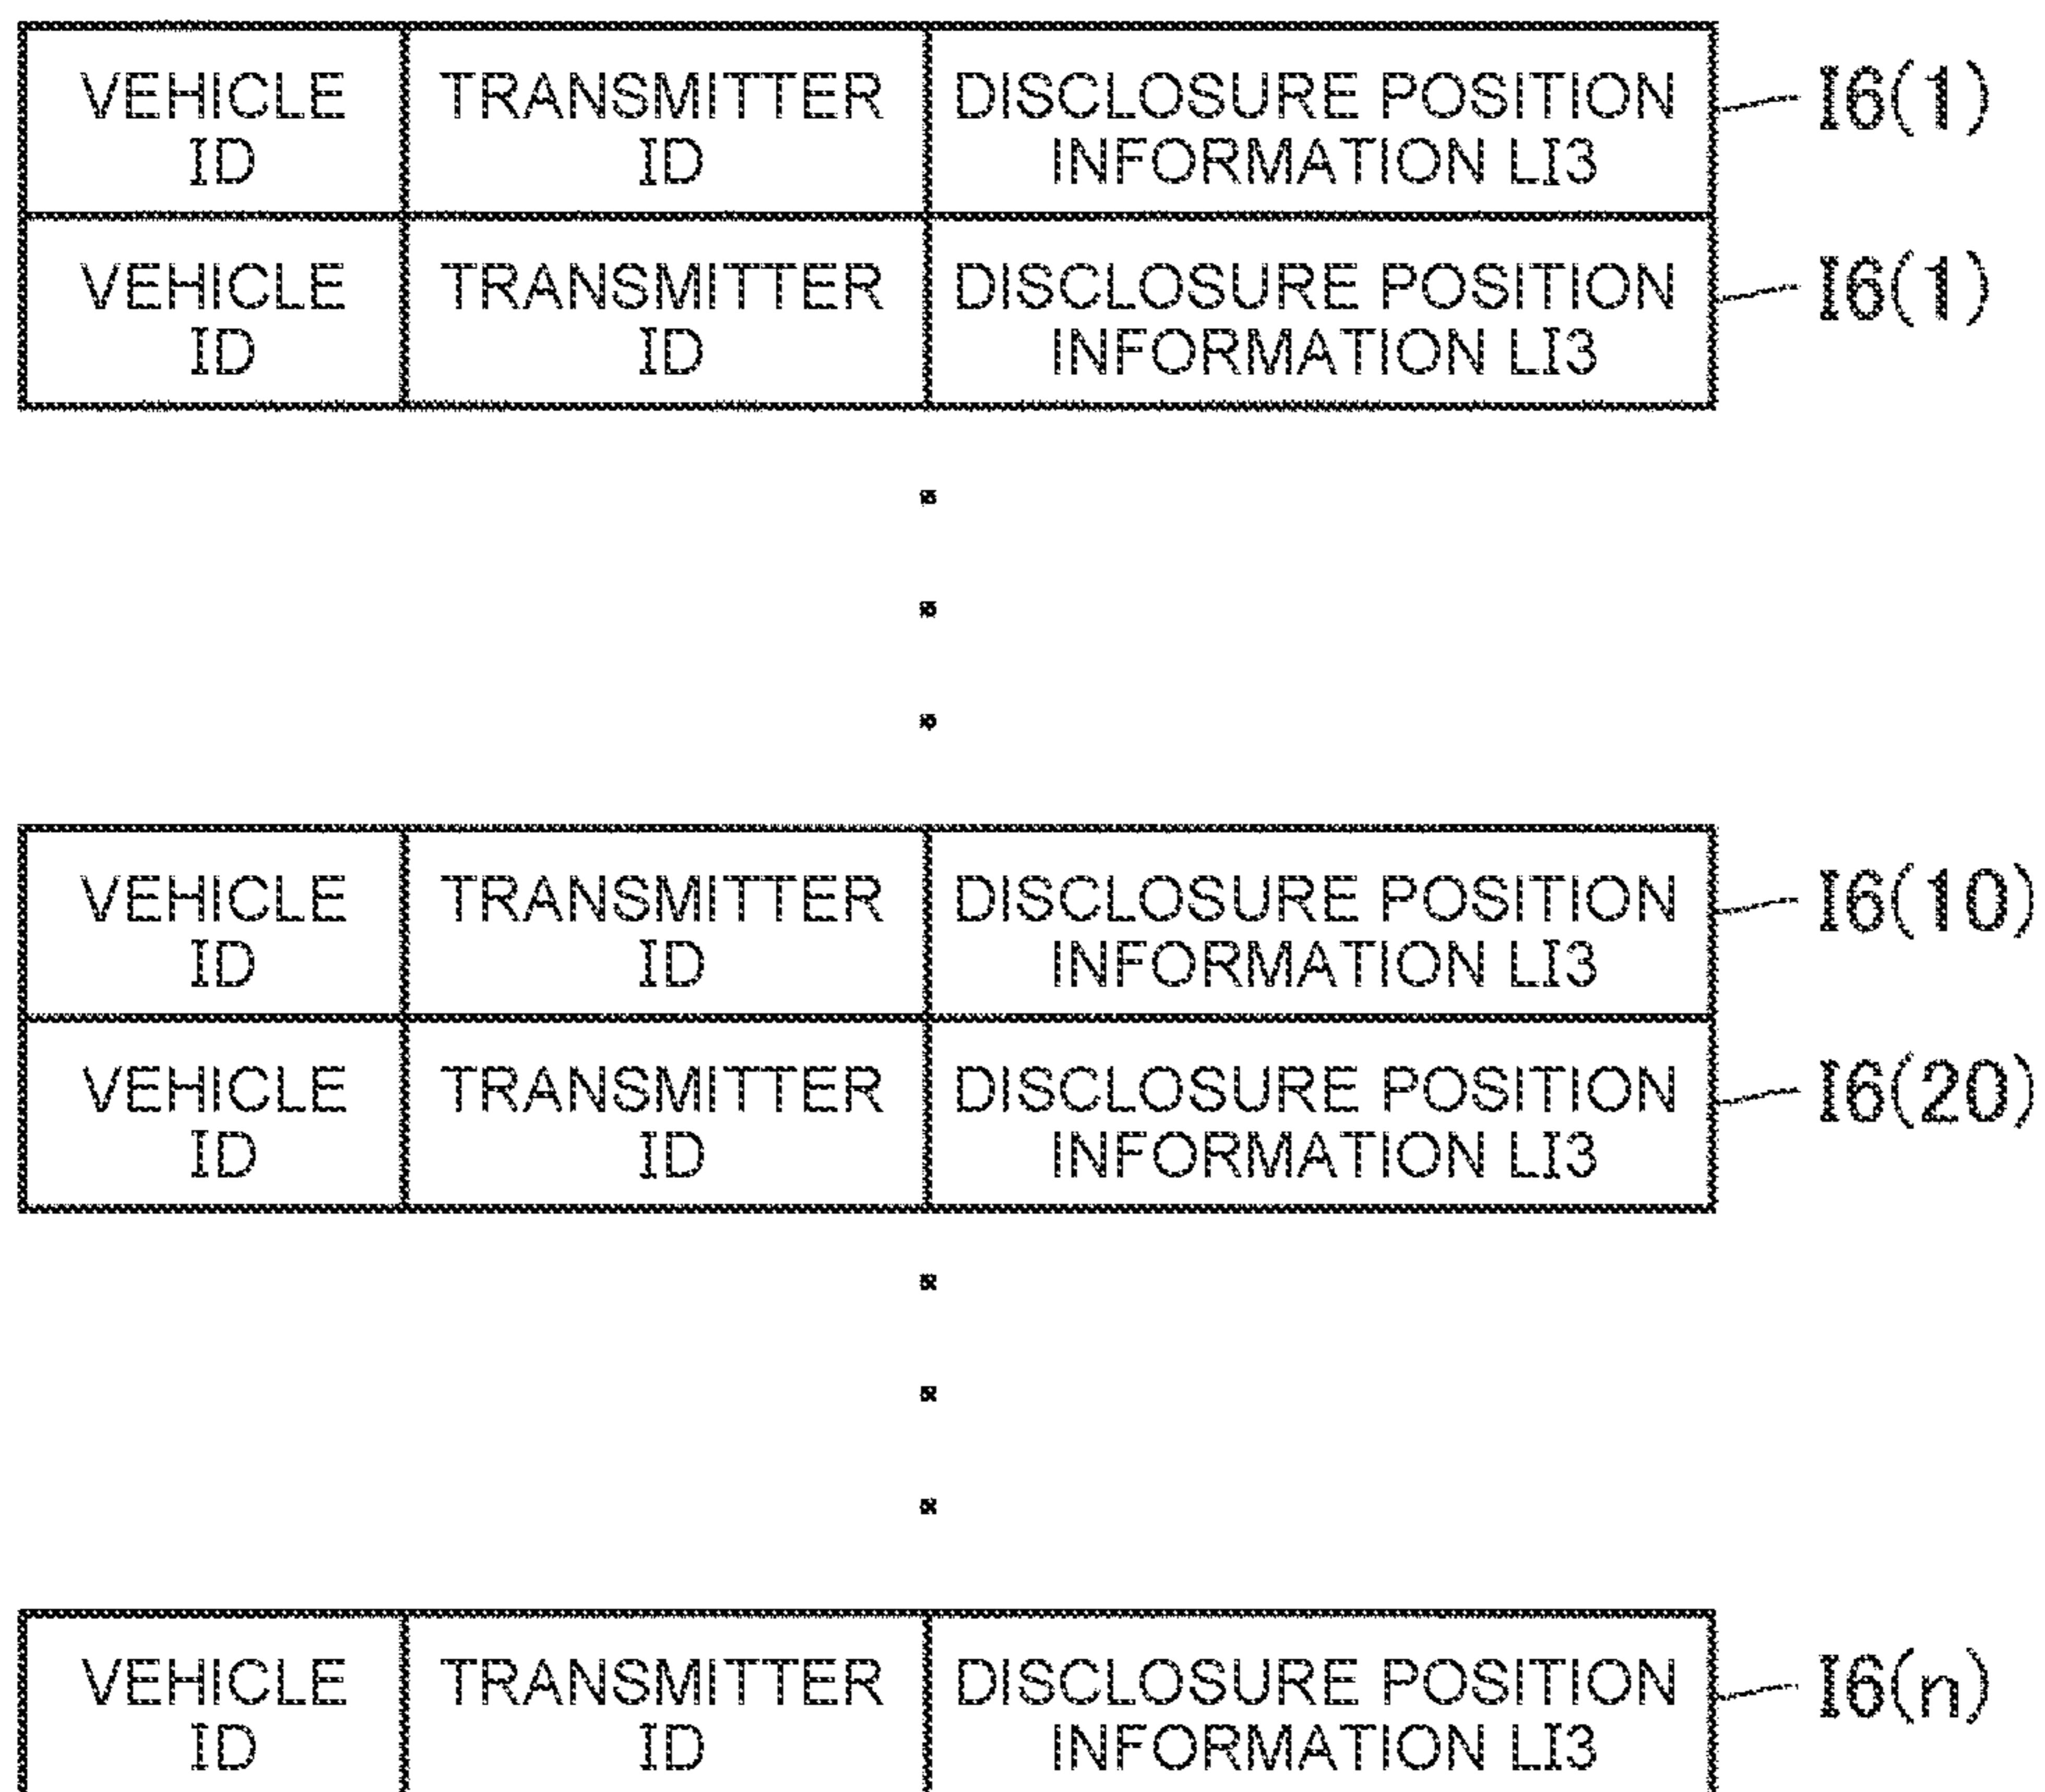 VEHICLE ID TRANSMITTER ID DISCLOSURE POSITION INFORMATION LI3 I6(1)
VEHICLE ID TRANSMITTER ID DISCLOSURE POSITION INFORMATION LI3 I6(1)
VEHICLE ID TRANSMITTER ID DISCLOSURE POSITION INFORMATION LI3 I6(10)
VEHICLE ID TRANSMITTER ID DISCLOSURE POSITION INFORMATION LI3 I6(20)
VEHICLE ID TRANSMITTER ID DISCLOSURE POSITION INFORMATION LI3 I6(n)